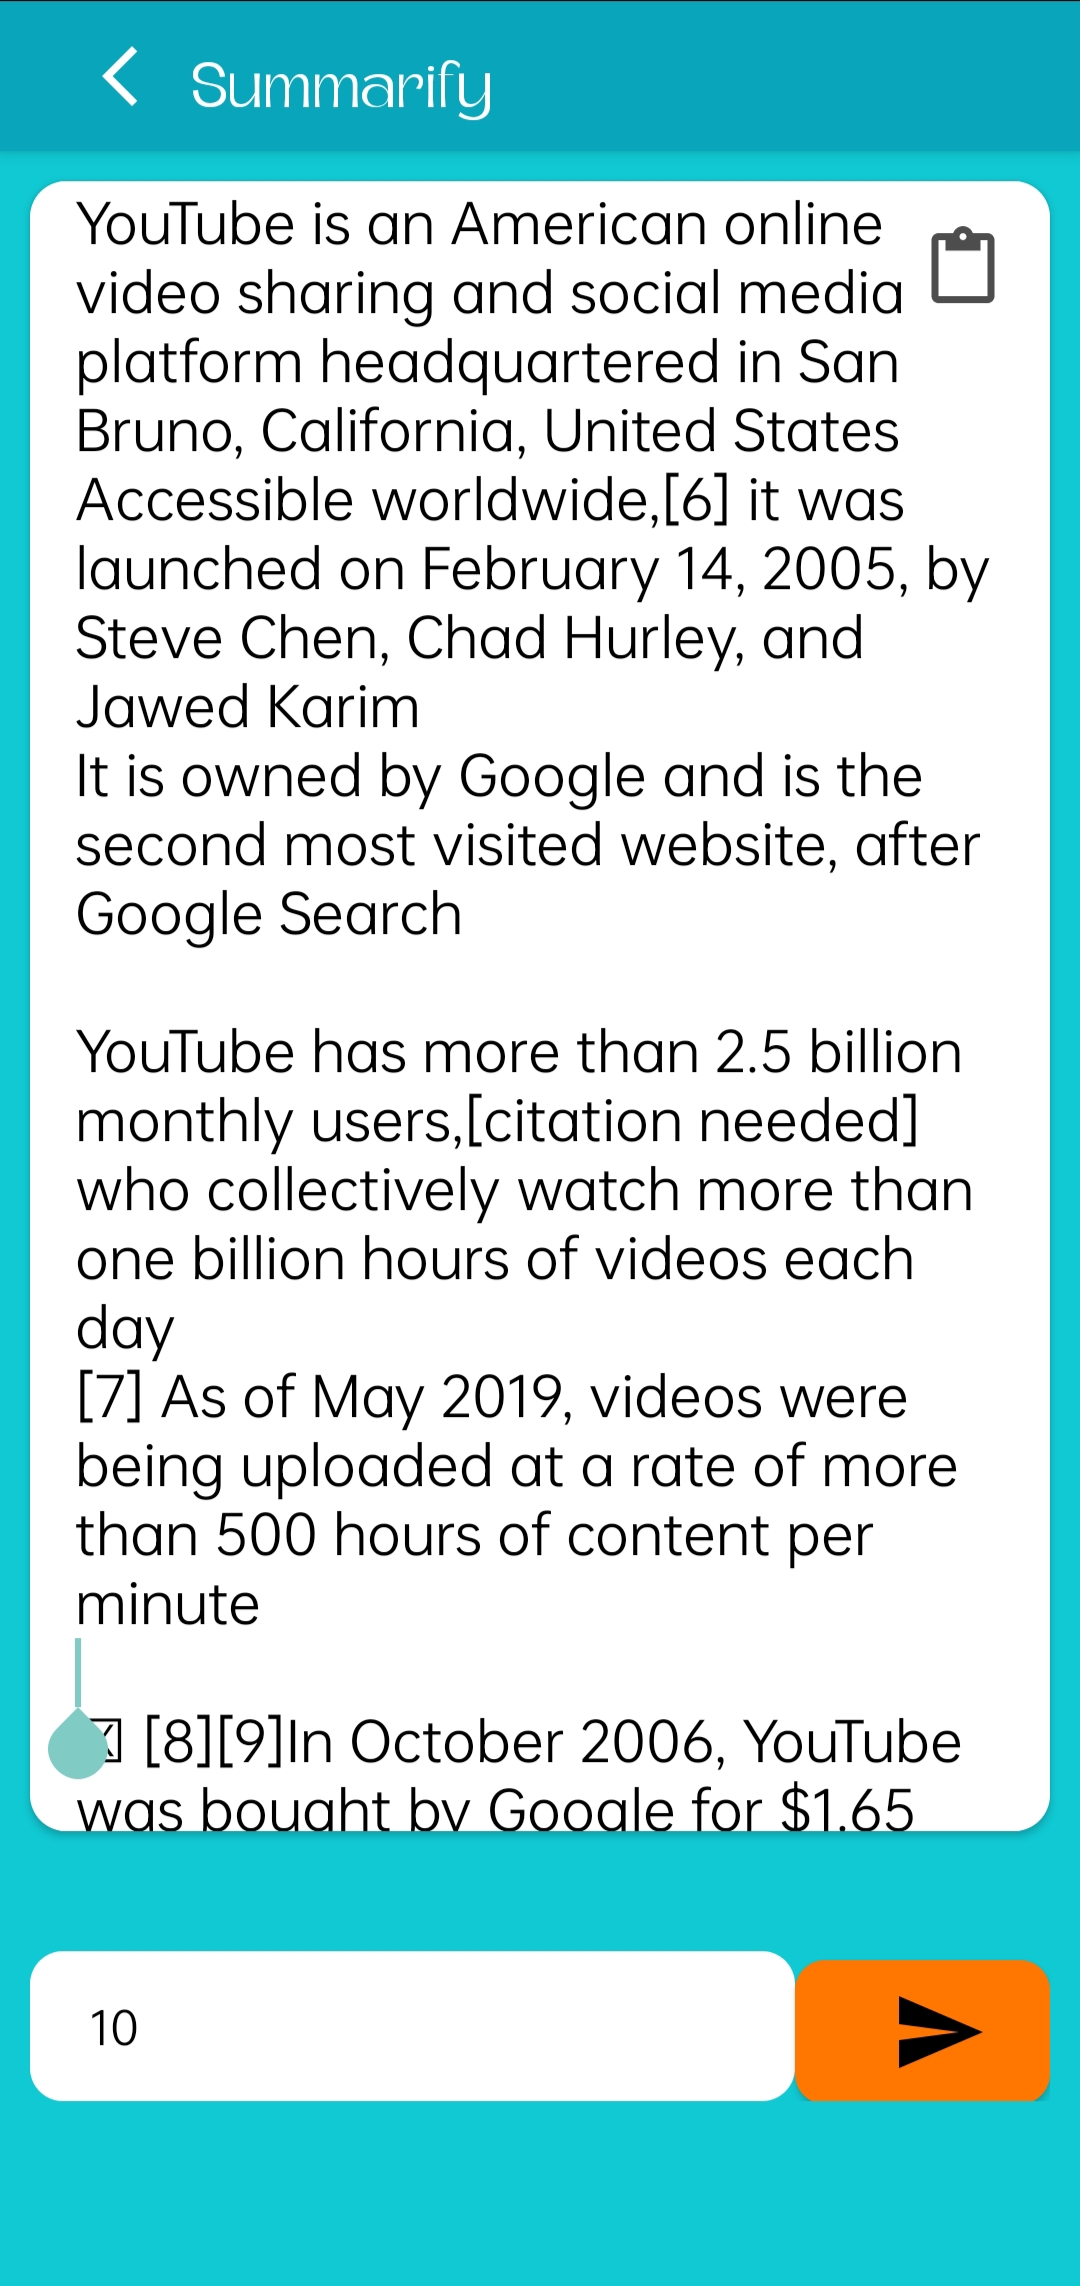 Summarify
YouTube is an American online
video sharing and social media
platform headquartered in San
Bruno, California, United States
Accessible worldwide,[6] it was
launched on February 14, 2005, by
Steve Chen, Chad Hurley, and
Jawed Karim
It is owned by Google and is the
second most visited website, after
Google Search
YouTube has more than 2.5 billion
monthly users,[citation needed]
who collectively watch more than
one billion hours of videos each
day
[7] As of May 2019, videos were
being uploaded at a rate of more
than 500 hours of content per
minute
[8][9]In October 2006, YouTube
was bought by Google for $1.65
10